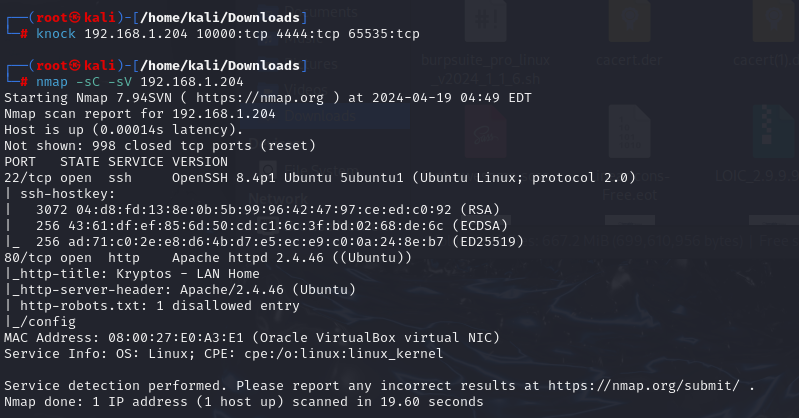 ┌──(root㉿kali)-[/home/kali/Downloads]
└─# knock 192.168.1.204 10000:tcp 4444:tcp 65535:tcp

┌──(root㉿kali)-[/home/kali/Downloads]
└─# nmap -sC -sV 192.168.1.204
Starting Nmap 7.94SVN ( https://nmap.org ) at 2024-04-19 04:49 EDT
Nmap scan report for 192.168.1.204
Host is up (0.00014s latency).
Not shown: 998 closed tcp ports (reset)
PORT   STATE SERVICE VERSION
22/tcp open  ssh     OpenSSH 8.4p1 Ubuntu 5ubuntu1 (Ubuntu Linux; protocol 2.0)
| ssh-hostkey:
|   3072 04:d8:fd:13:8e:0b:5b:99:96:42:47:97:ce:ed:c0:92 (RSA)
|   256 43:61:df:ef:85:6d:50:cd:c1:6c:3f:bd:02:68:de:6c (ECDSA)
|_  256 ad:71:c0:2e:e8:d6:4b:d7:e5:ec:e9:c0:0a:24:8e:b7 (ED25519)
80/tcp open  http    Apache httpd 2.4.46 ((Ubuntu))
|_http-title: Kryptos - LAN Home
|_http-server-header: Apache/2.4.46 (Ubuntu)
| http-robots.txt: 1 disallowed entry
|_/config
MAC Address: 08:00:27:E0:A3:E1 (Oracle VirtualBox virtual NIC)
Service Info: OS: Linux; CPE: cpe:/o:linux:linux_kernel

Service detection performed. Please report any incorrect results at https://nmap.org/submit/ .
Nmap done: 1 IP address (1 host up) scanned in 19.60 seconds
burpsuite_pro_linux
cacert.der
Downloads